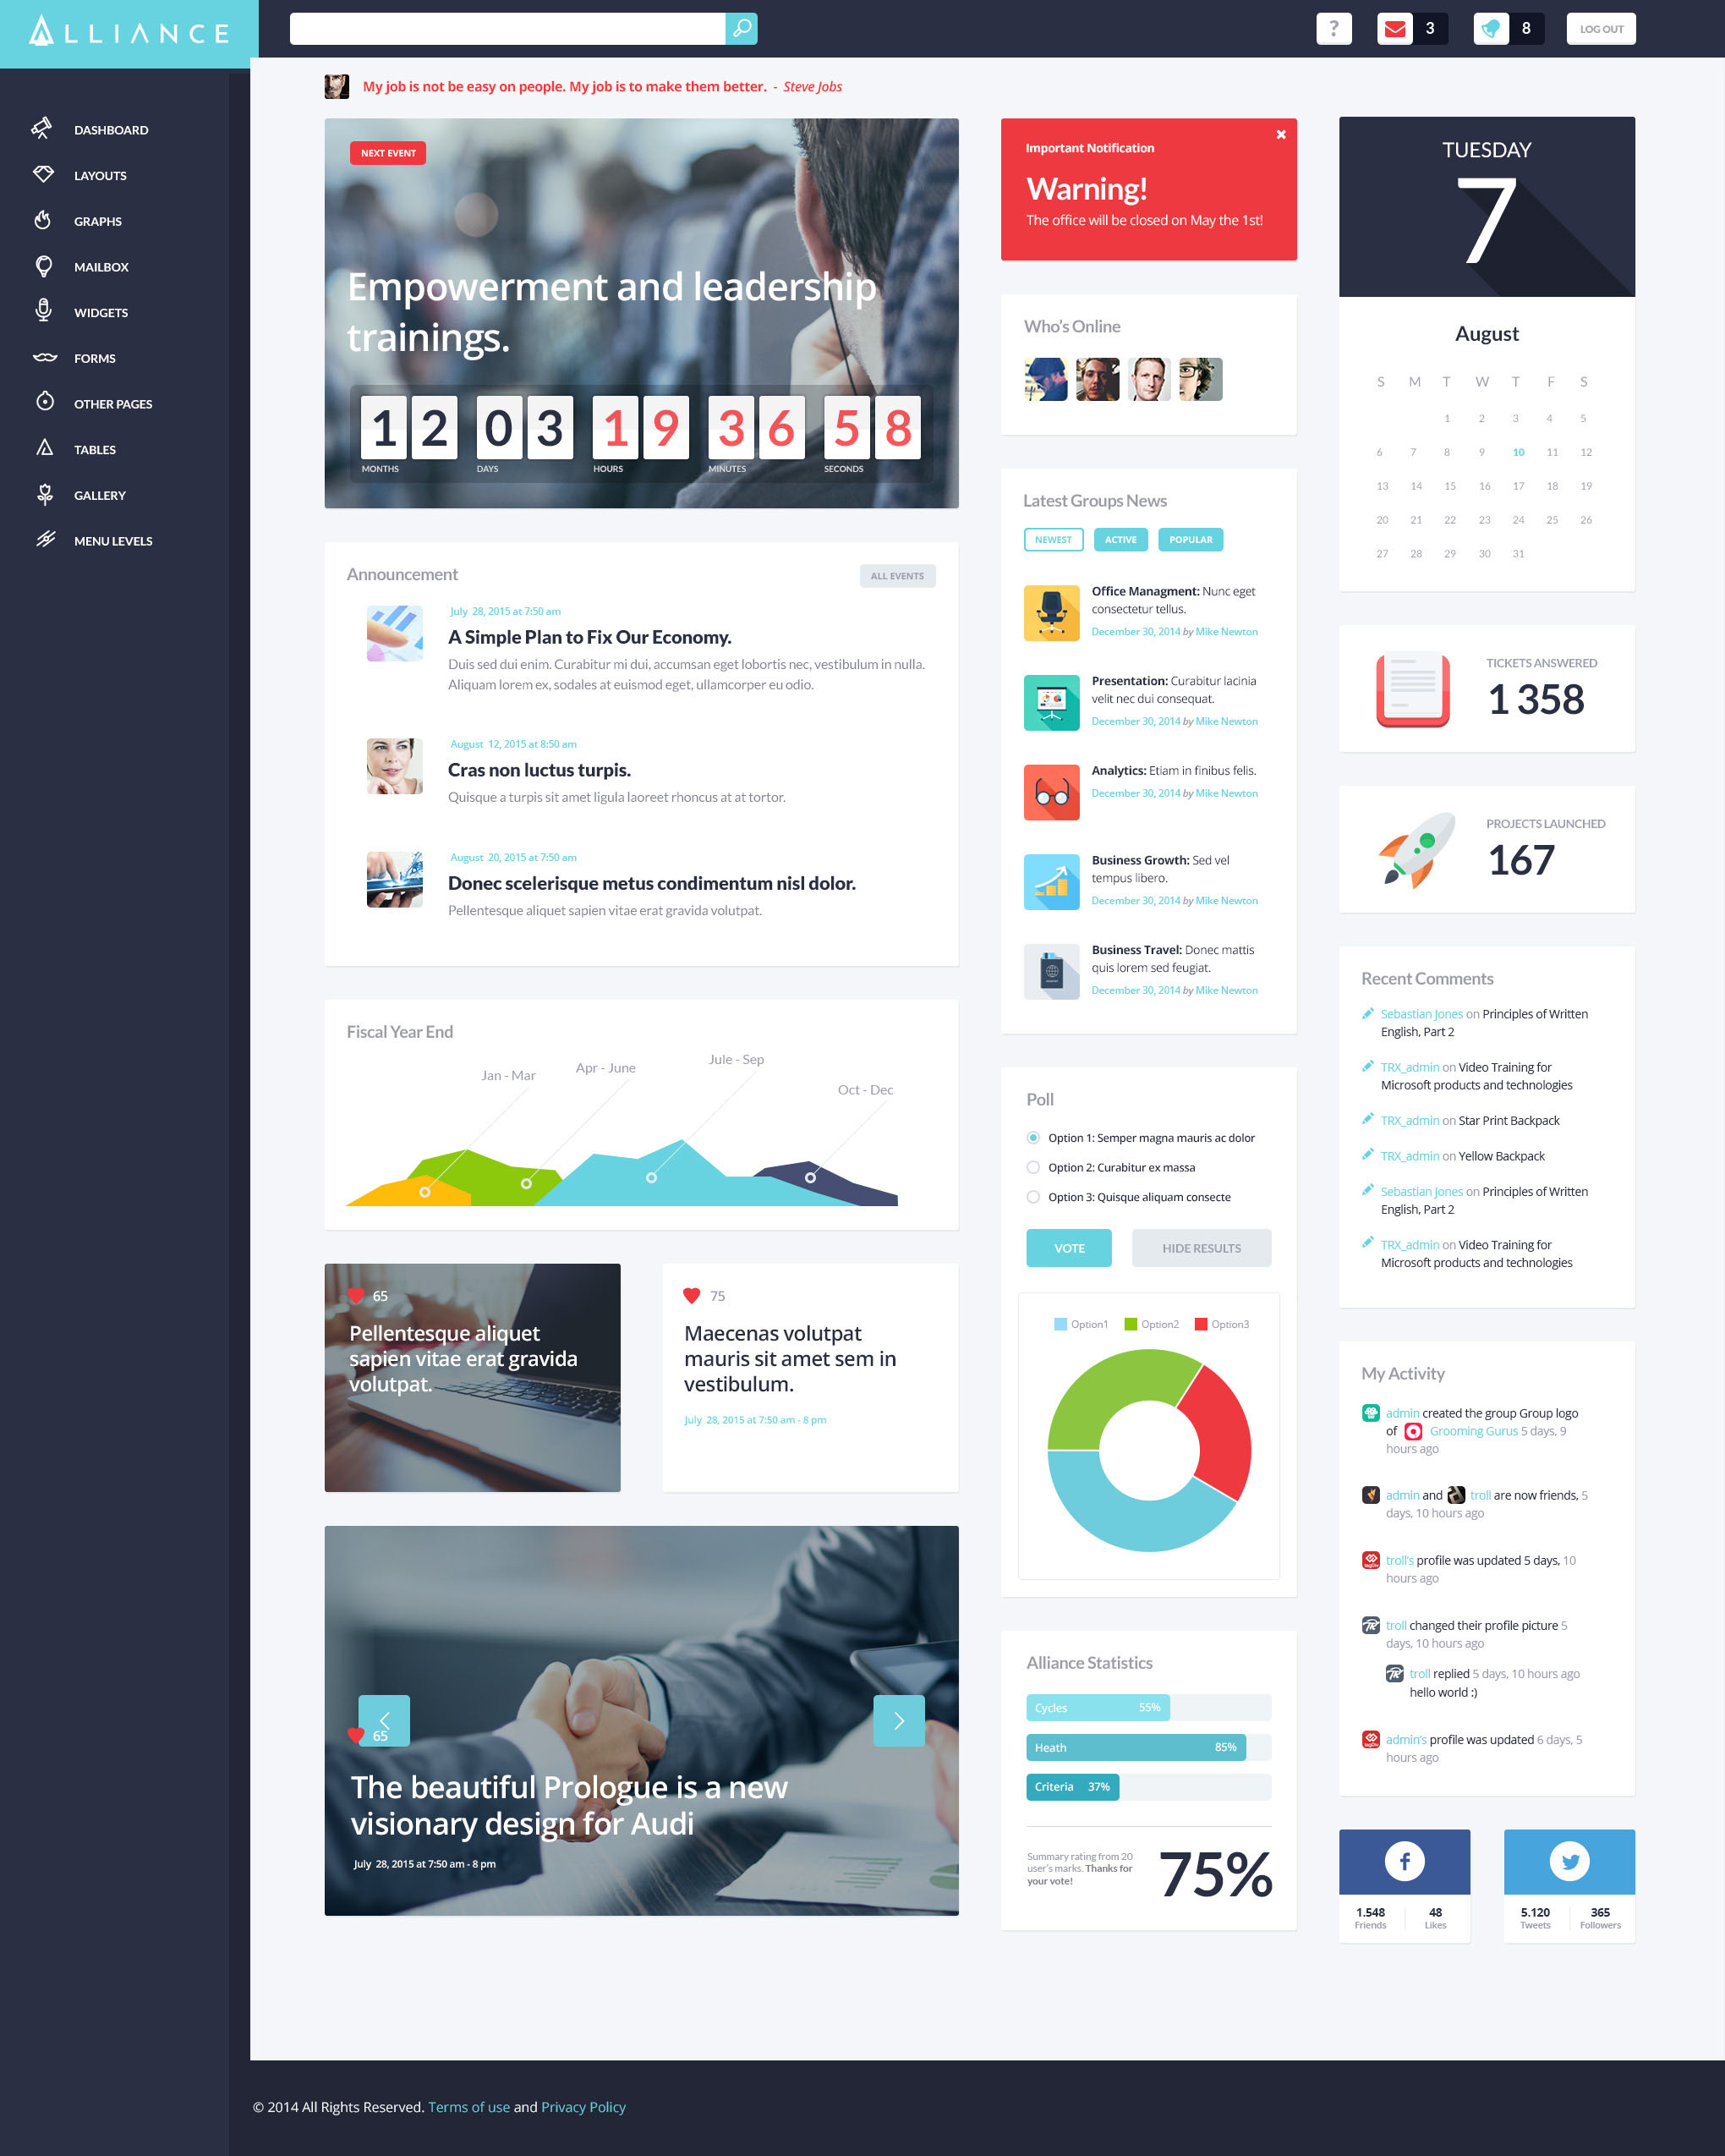 ALLIANCE
?
3
8
LOG OUT
DASHBOARD
LAYOUTS
GRAPHS
MAILBOX
WIDGETS
FORMS
OTHER PAGES
TABLES
GALLERY
MENU LEVELS
My job is not be easy on people. My job is to make them better. - Steve Jobs
NEXT EVENT
Empowerment and leadership
trainings.
12 03 19 36 58
MONTHS DAYS HOURS MINUTES SECONDS
Announcement
ALL EVENTS
July 28, 2015 at 7:50 am
A Simple Plan to Fix Our Economy.
Duis sed dui enim. Curabitur mi dui, accumsan eget lobortis nec, vestibulum in nulla.
Aliquam lorem ex, sodales at euismod eget, ullamcorper eu odio.
August 12, 2015 at 8:50 am
Cras non luctus turpis.
Quisque a turpis sit amet ligula laoreet rhoncus at at tortor.
August 20, 2015 at 7:50 am
Donec scelerisque metus condimentum nisl dolor.
Pellentesque aliquet sapien vitae erat gravida volutpat.
Fiscal Year End
Jan - Mar
Apr - June
Jule - Sep
Oct - Dec
65
Pellentesque aliquet
sapien vitae erat gravida
volutpat.
75
Maecenas volutpat
mauris sit amet sem in
vestibulum.
July 28, 2015 at 7:50 am - 8 pm
65
The beautiful Prologue is a new
visionary design for Audi
July 28, 2015 at 7:50 am - 8 pm
Important Notification
Warning!
The office will be closed on May the 1st!
Who's Online
Latest Groups News
NEWEST ACTIVE POPULAR
Office Managment: Nunc eget
consectetur tellus.
December 30, 2014 by Mike Newton
Presentation: Curabitur lacinia
velit nec dui consequat.
December 30, 2014 by Mike Newton
Analytics: Etiam in finibus felis.
December 30, 2014 by Mike Newton
Business Growth: Sed vel
tempus libero.
December 30, 2014 by Mike Newton
Business Travel: Donec mattis
quis lorem sed feugiat.
December 30, 2014 by Mike Newton
Poll
Option 1: Semper magna mauris ac dolor
Option 2: Curabitur ex massa
Option 3: Quisque aliquam consecte
VOTE
HIDE RESULTS
Option1 Option2 Option3
Alliance Statistics
Cycles 55%
Heath 85%
Criteria 37%
Summary rating from 20
user's marks. Thanks for
your vote!
75%
TUESDAY
7
August
S M T W T F S
1 2 3 4 5
6 7 8 9 10 11 12
13 14 15 16 17 18 19
20 21 22 23 24 25 26
27 28 29 30 31
TICKETS ANSWERED
1 358
PROJECTS LAUNCHED
167
Recent Comments
Sebastian Jones on Principles of Written
English, Part 2
TRX_admin on Video Training for
Microsoft products and technologies
TRX_admin on Star Print Backpack
TRX_admin on Yellow Backpack
Sebastian Jones on Principles of Written
English, Part 2
TRX_admin on Video Training for
Microsoft products and technologies
My Activity
admin created the group Group logo
of Grooming Gurus 5 days, 9
hours ago
admin and troll are now friends, 5
days, 10 hours ago
troll's profile was updated 5 days, 10
hours ago
troll changed their profile picture 5
days, 10 hours ago
troll replied 5 days, 10 hours ago
hello world :)
admin's profile was updated 6 days, 5
hours ago
1.548 48
Friends Likes
5.120 365
Tweets Followers
© 2014 All Rights Reserved. Terms of use and Privacy Policy